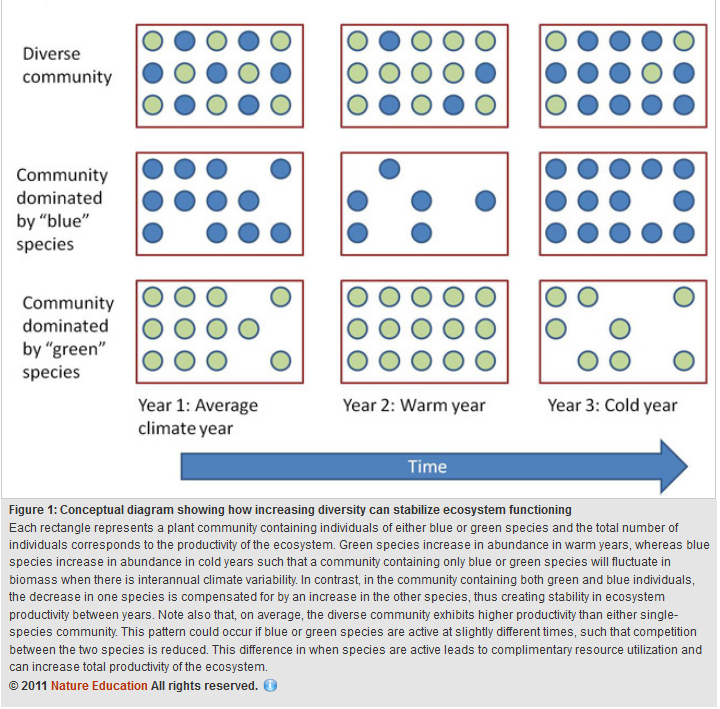 Diverse
community
Community
dominated
by “blue”
species
Community
dominated
by “green”
species
Year 1: Average
climate year
Year 2: Warm year
Year 3: Cold year
Time
Figure 1: Conceptual diagram showing how increasing diversity can stabilize ecosystem functioning
Each rectangle represents a plant community containing individuals of either blue or green species and the total number of
individuals corresponds to the productivity of the ecosystem. Green species increase in abundance in warm years, whereas blue
species increase in abundance in cold years such that a community containing only blue or green species will fluctuate in
biomass when there is interannual climate variability. In contrast, in the community containing both green and blue individuals,
the decrease in one species is compensated for by an increase in the other species, thus creating stability in ecosystem
productivity between years. Note also that, on average, the diverse community exhibits higher productivity than either single-
species community. This pattern could occur if blue or green species are active at slightly different times, such that competition
between the two species is reduced. This difference in when species are active leads to complimentary resource utilization and
can increase total productivity of the ecosystem.
© 2011 Nature Education All rights reserved. i